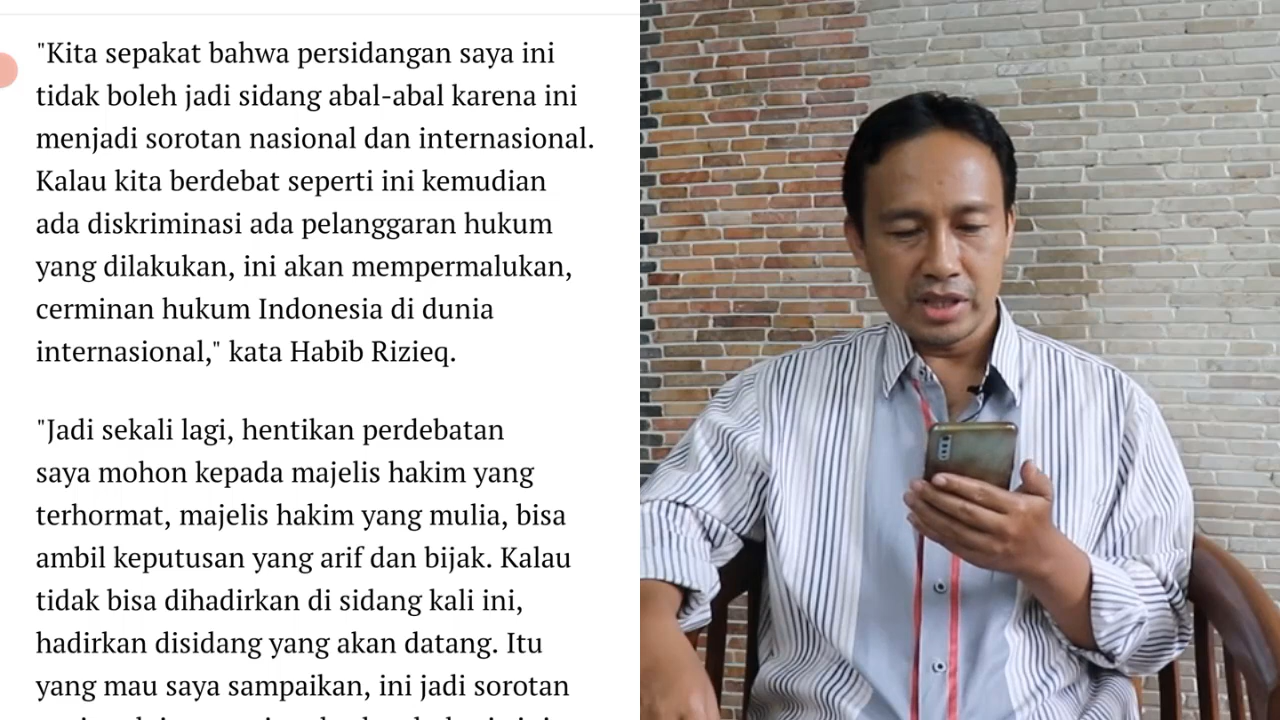 "Kita sepakat bahwa persidangan saya ini
tidak boleh jadi sidang abal-abal karena ini
menjadi sorotan nasional dan internasional.
Kalau kita berdebat seperti ini kemudian
ada diskriminasi ada pelanggaran hukum
yang dilakukan, ini akan mempermalukan,
cerminan hukum Indonesia di dunia
internasional," kata Habib Rizieq.
"Jadi sekali lagi, hentikan perdebatan
saya mohon kepada majelis hakim yang
terhormat, majelis hakim yang mulia, bisa
ambil keputusan yang arif dan bijak. Kalau
tidak bisa dihadirkan di sidang kali ini,
hadirkan disidang yang akan datang. Itu
yang mau saya sampaikan, ini jadi sorotan